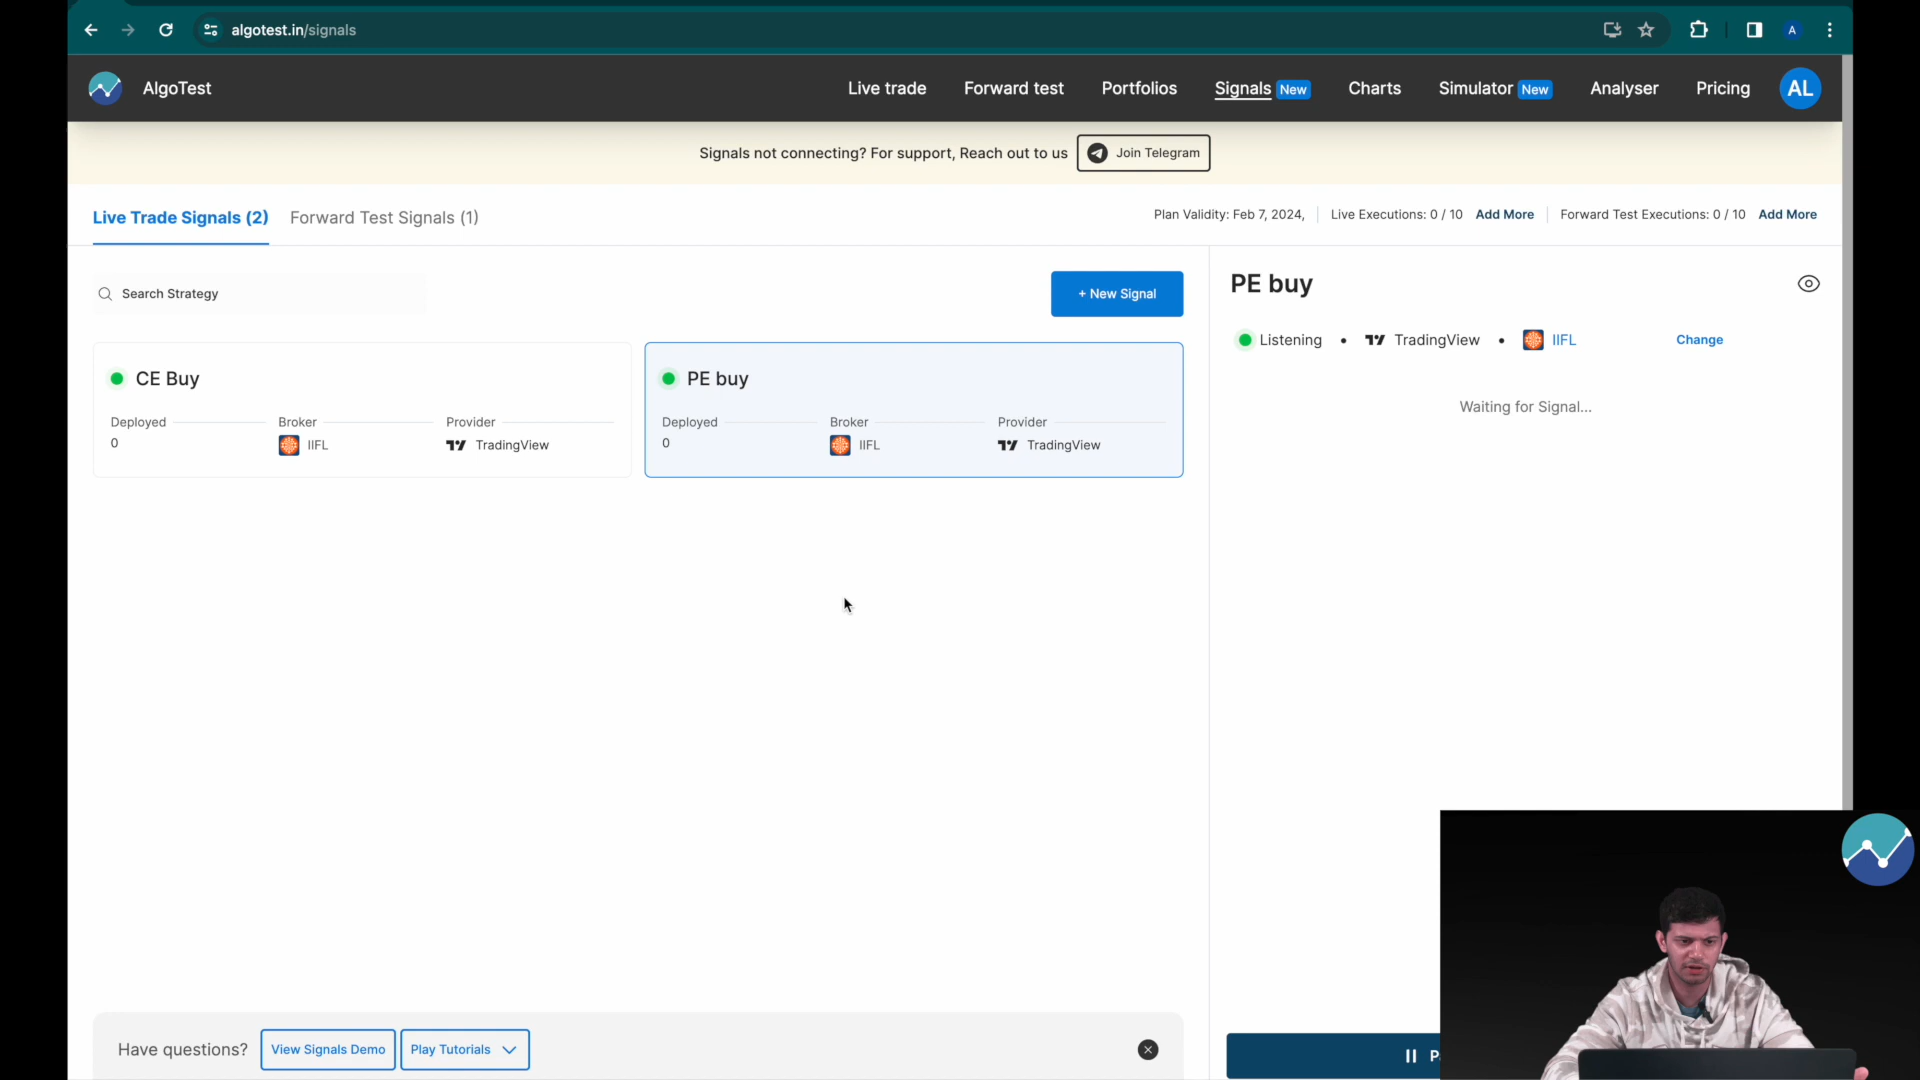 algotest.in/signals
A
AlgoTest
Live trade
Forward test
Portfolios
Signals New
Charts
Simulator New
Analyser
Pricing
AL
Signals not connecting? For support, Reach out to us
Join Telegram
Live Trade Signals (2)
Forward Test Signals (1)
Plan Validity: Feb 7, 2024,
Live Executions: 0 / 10 Add More
Forward Test Executions: 0 / 10 Add More
Search Strategy
+ New Signal
CE Buy
Deployed
0
Broker
IIFL
Provider
TradingView
PE buy
Deployed
0
Broker
IIFL
Provider
TradingView
PE buy
Listening • TradingView • IIFL
Change
Waiting for Signal...
Have questions?
View Signals Demo
Play Tutorials